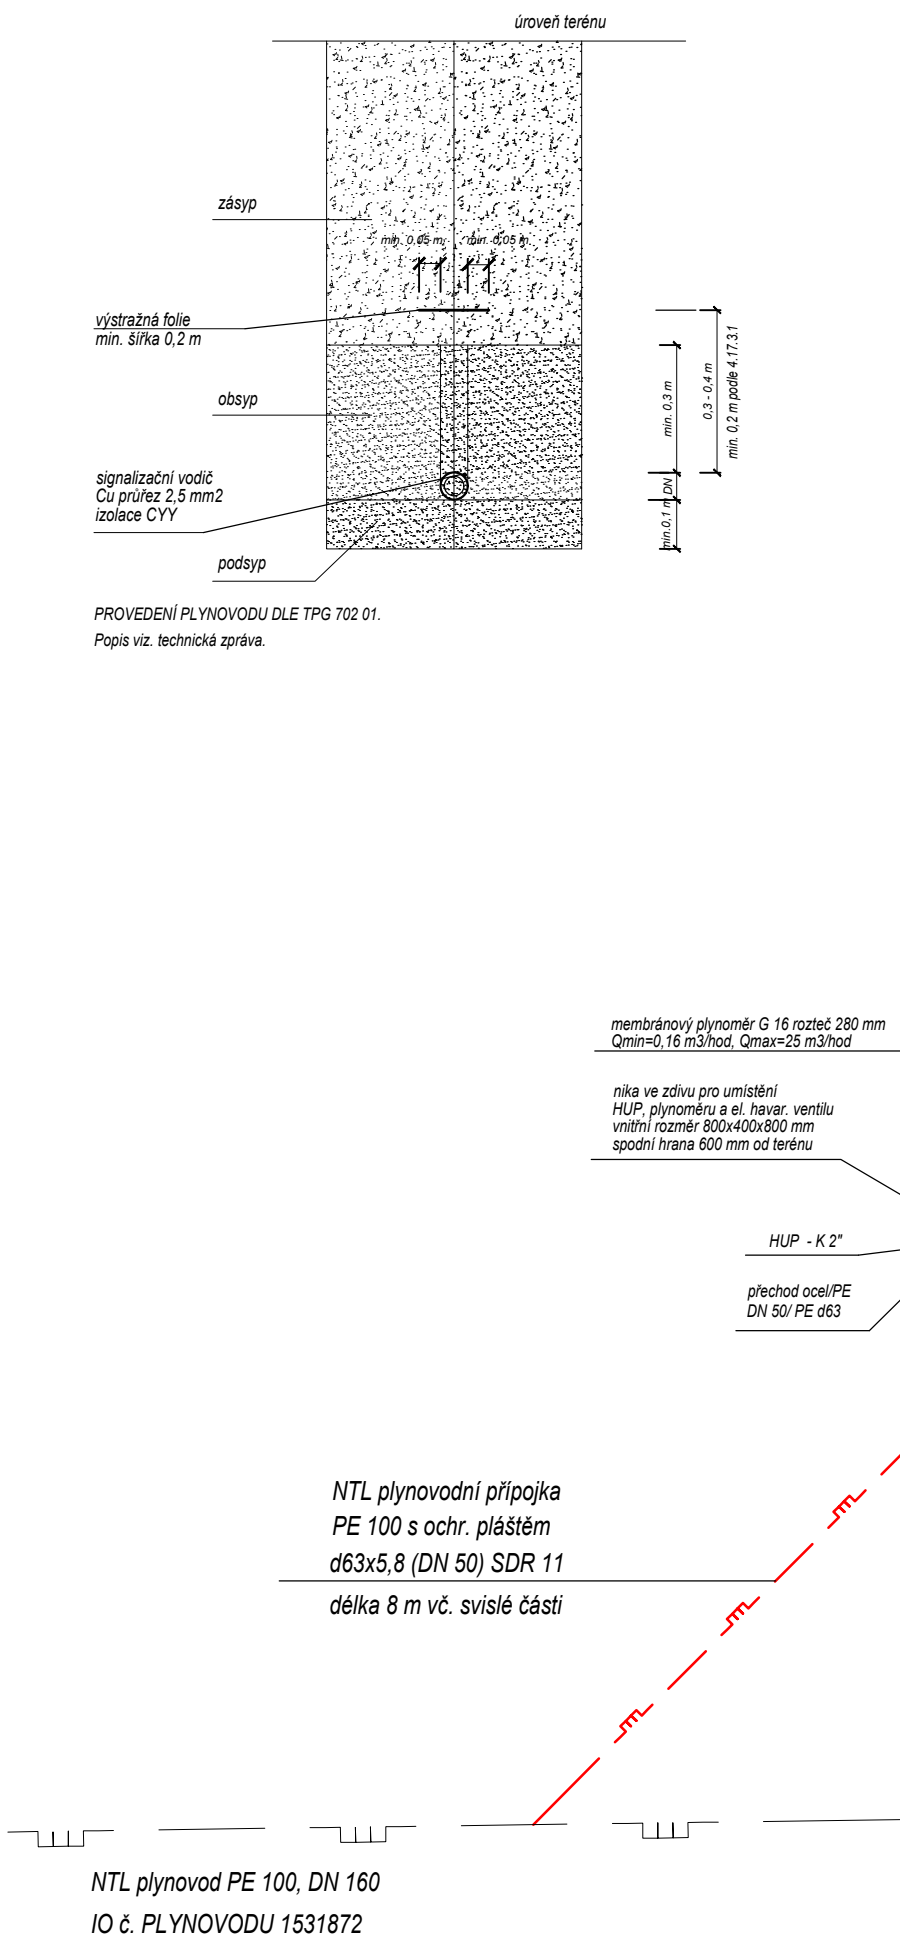 úroveň terénu
zásyp
min. 0,05 m
min. 0,05 m
výstražná folie
min. šířka 0,2 m
obsyp
min. 0,3 m
0,3 - 0,4 m
min. 0,2 m podle 4.17.3.1
signalizační vodič
Cu průřez 2,5 mm2
izolace CYY
DN
min.0,1 m
podsyp
PROVEDENÍ PLYNOVODU DLE TPG 702 01.
Popis viz. technická zpráva.
membránový plynoměr G 16 rozteč 280 mm
Qmin=0,16 m3/hod, Qmax=25 m3/hod
nika ve zdivu pro umístění
HUP, plynoměru a el. havar. ventilu
vnitřní rozměr 800x400x800 mm
spodní hrana 600 mm od terénu
HUP - K 2"
přechod ocel/PE
DN 50/ PE d63
NTL plynovodní přípojka
PE 100 s ochr. pláštěm
d63x5,8 (DN 50) SDR 11
délka 8 m vč. svislé části
NTL plynovod PE 100, DN 160
IO č. PLYNOVODU 1531872